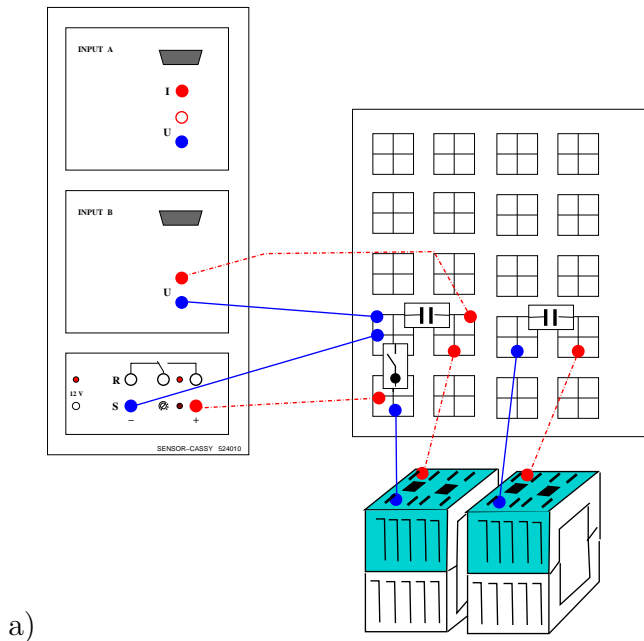 INPUT A
I
U
INPUT B
U
R
12 V
S
− +
SENSOR−CASSY 524010
a)